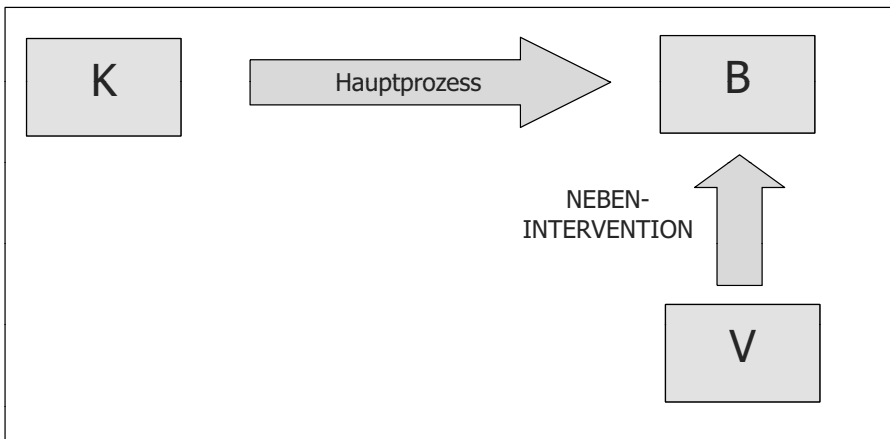 K
Hauptprozess
B
NEBEN-
INTERVENTION
V